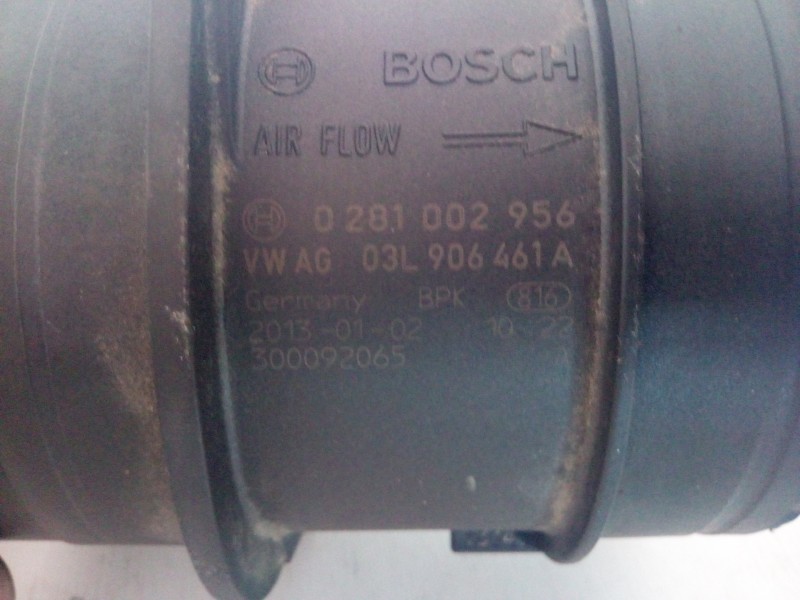 BOSCH
AIR FLOW
0 281 002 956
VW AG 03L 906 461 A
Germany BPK 816
2013-01-02 10:22
300092065